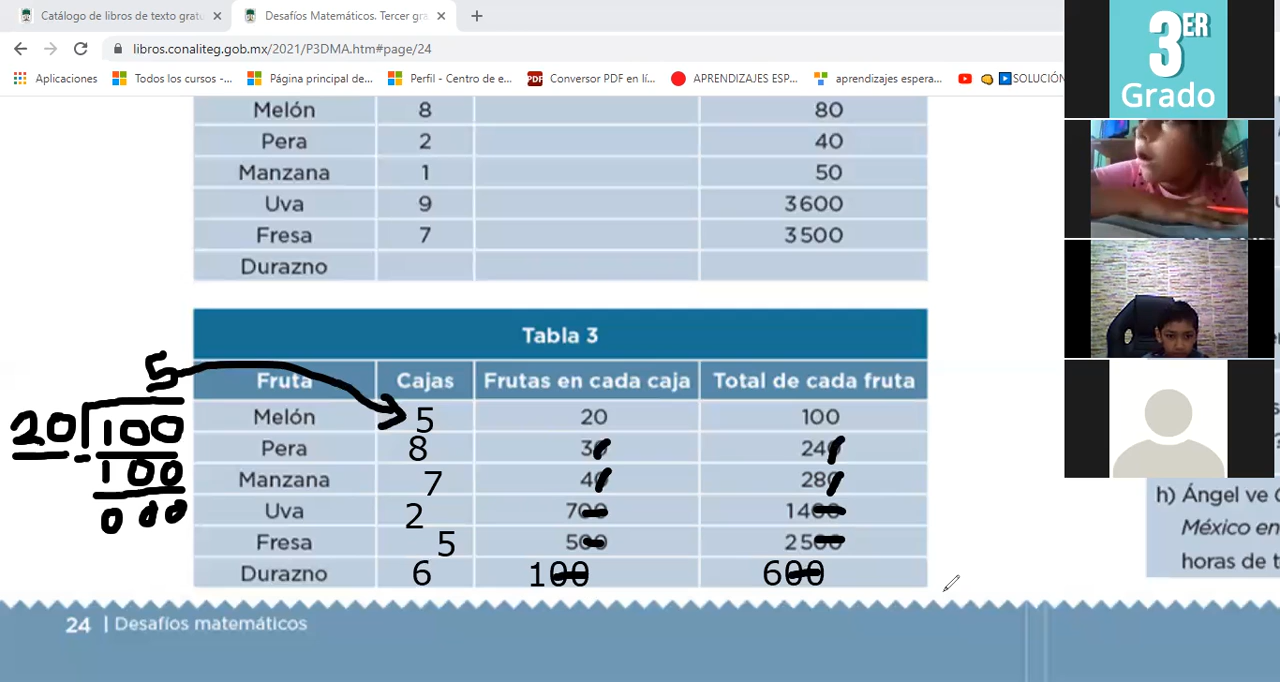 Catálogo de libros de texto gratu
Desafíos Matemáticos. Tercer gra
libros.conaliteg.gob.mx/2021/P3DMA.htm#page/24
Aplicaciones
Todos los cursos -...
Página principal de...
Perfil - Centro de e...
PDF
Conversor PDF en lí...
APRENDIZAJES ESP...
aprendizajes espera...
SOLUCIÓN
3ER
Grado
Melón 8 80
Pera 2 40
Manzana 1 50
Uva 9 3600
Fresa 7 3500
Durazno
Tabla 3
Fruta Cajas Frutas en cada caja Total de cada fruta
Melón 5 20 100
Pera 8 30 240
Manzana 7 40 280
Uva 2 700 1400
Fresa 5 500 2500
Durazno 6 100 600
5
20 100
- 100
000
h) Ángel ve
México en
horas de t
24 | Desafíos matemáticos